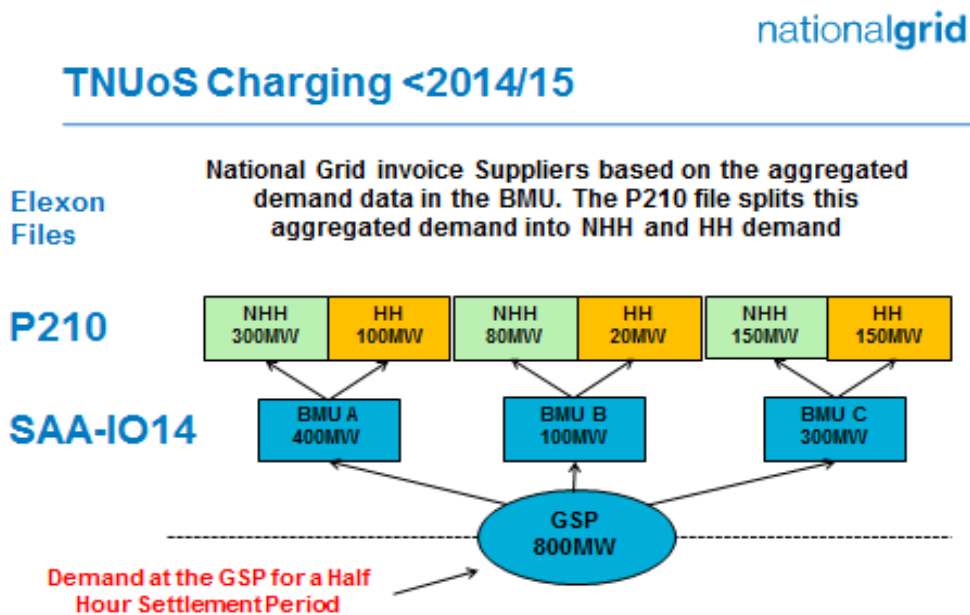 nationalgrid
TNUoS Charging <2014/15
National Grid invoice Suppliers based on the aggregated
demand data in the BMU. The P210 file splits this
aggregated demand into NHH and HH demand
Elexon
Files
P210
NHH
300MW
HH
100MW
NHH
80MW
HH
20MW
NHH
150MW
HH
150MW
SAA-IO14
BMU A
400MW
BMU B
100MW
BMU C
300MW
GSP
800MW
Demand at the GSP for a Half
Hour Settlement Period